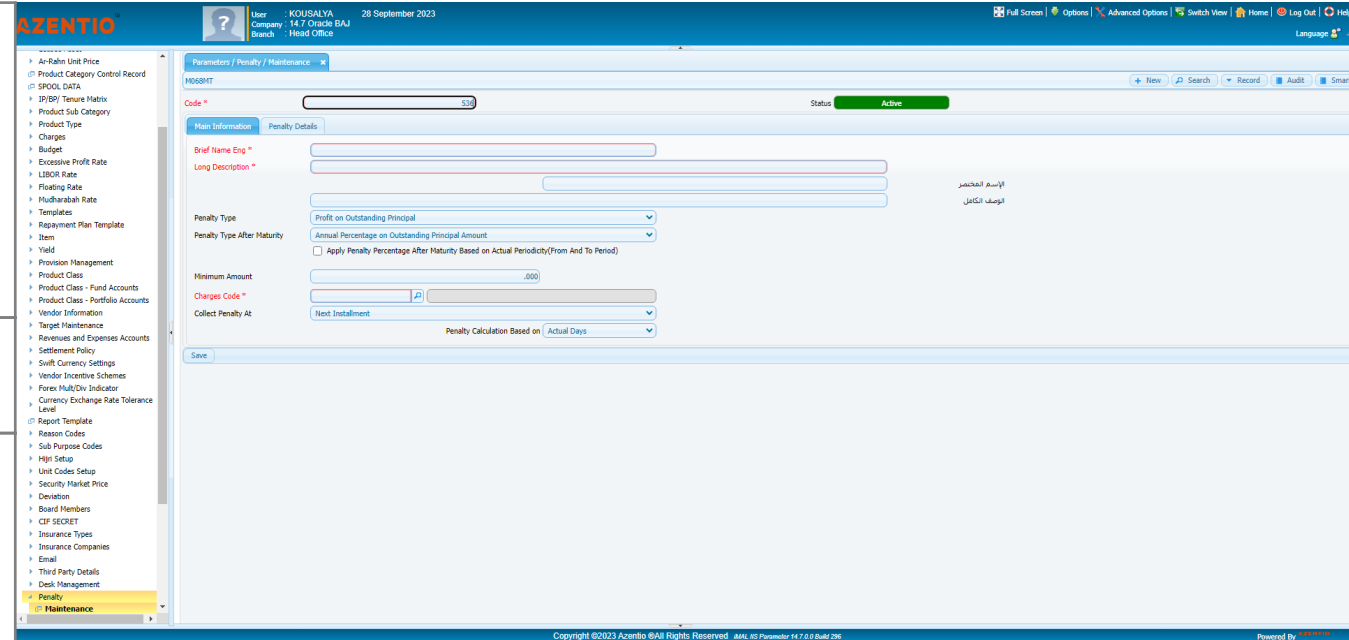 AZENTIO
User : KOUSALYA 28 September 2023
Company : 14.7 Oracle BAJ
Branch : Head Office
Full Screen | Options | Advanced Options | Switch View | Home | Log Out | Help
Language
Ar-Rahn Unit Price
Product Category Control Record
SPOOL DATA
IP/BP/ Tenure Matrix
Product Sub Category
Product Type
Charges
Budget
Excessive Profit Rate
LIBOR Rate
Floating Rate
Mudharabah Rate
Templates
Repayment Plan Template
Item
Yield
Provision Management
Product Class
Product Class - Fund Accounts
Product Class - Portfolio Accounts
Vendor Information
Target Maintenance
Revenues and Expenses Accounts
Settlement Policy
Swift Currency Settings
Vendor Incentive Schemes
Forex Mult/Div Indicator
Currency Exchange Rate Tolerance
Level
Report Template
Reason Codes
Sub Purpose Codes
Hijri Setup
Unit Codes Setup
Security Market Price
Deviation
Board Members
CIF SECRET
Insurance Types
Insurance Companies
Email
Third Party Details
Desk Management
Penalty
Maintenance
Parameters / Penalty / Maintenance x
M068MT
+ New Search Record Audit Smar
Code * 536 Status Active
Main Information Penalty Details
Brief Name Eng *
Long Description *
الإسم المختصر
الوصف الكامل
Penalty Type Profit on Outstanding Principal
Penalty Type After Maturity Annual Percentage on Outstanding Principal Amount
Apply Penalty Percentage After Maturity Based on Actual Periodicity(From And To Period)
Minimum Amount .000
Charges Code *
Collect Penalty At Next Installment
Penalty Calculation Based on Actual Days
Save
Copyright ©2023 Azentio ®All Rights Reserved iMAL IIS Parameter 14.7.0.0 Build 296
Powered By AZENTIO